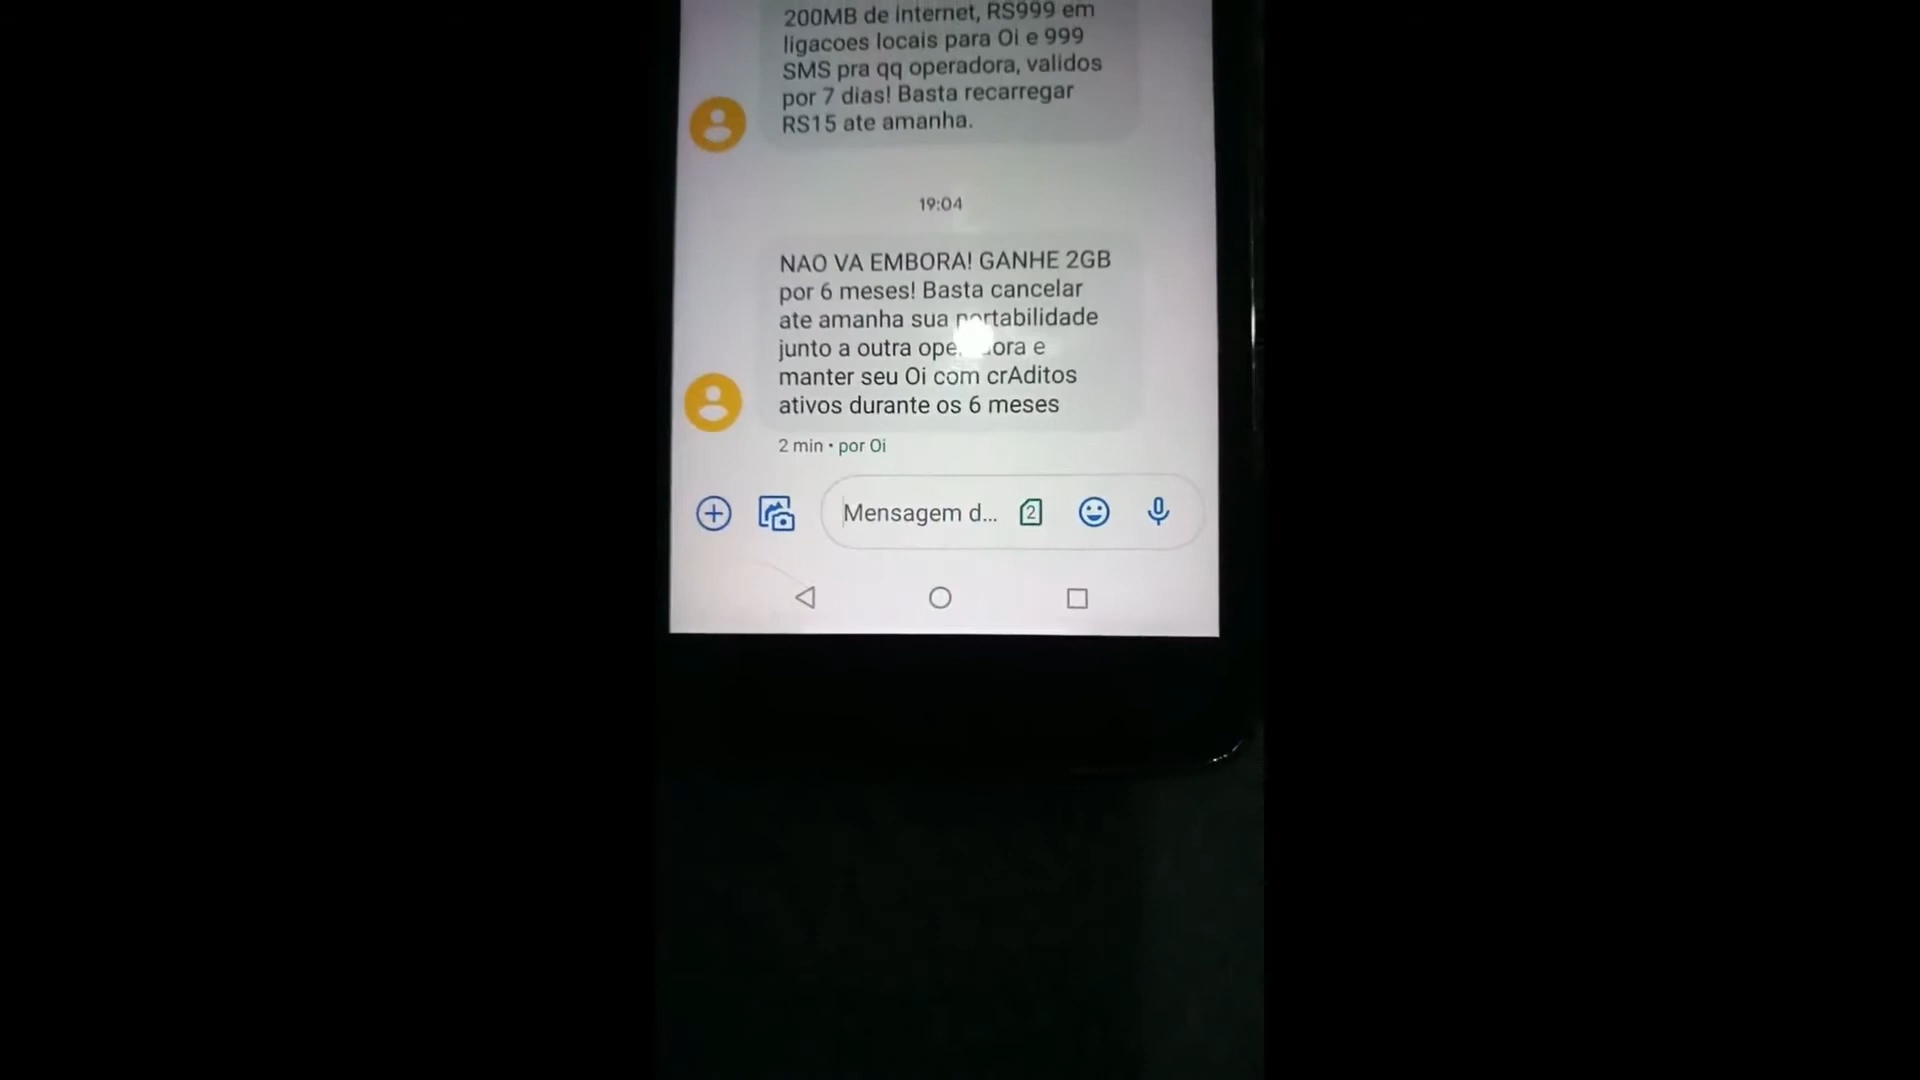 200MB de internet, RS999 em
ligacoes locais para Oi e 999
SMS pra qq operadora, validos
por 7 dias! Basta recarregar
RS15 ate amanha.
19:04
NAO VA EMBORA! GANHE 2GB
por 6 meses! Basta cancelar
ate amanha sua portabilidade
junto a outra operadora e
manter seu Oi com crAditos
ativos durante os 6 meses
2 min • por Oi
Mensagem d... 2